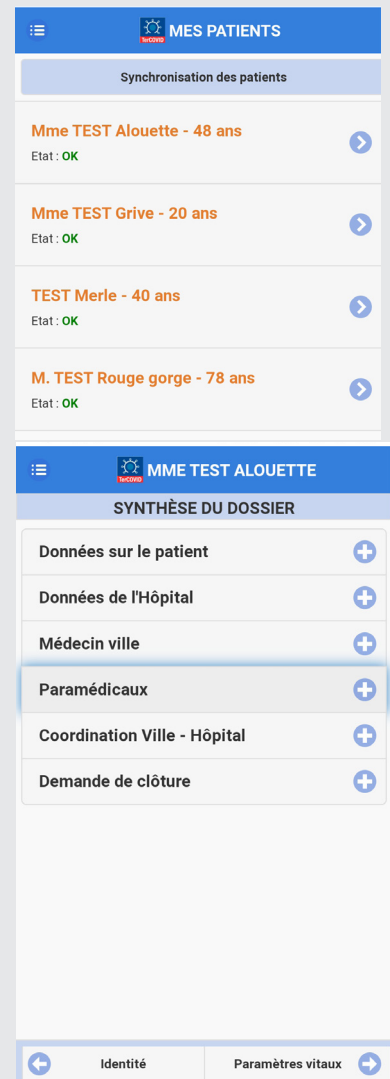 TerCOVID
MES PATIENTS
Synchronisation des patients
Mme TEST Alouette - 48 ans
Etat : OK
Mme TEST Grive - 20 ans
Etat : OK
TEST Merle - 40 ans
Etat : OK
M. TEST Rouge gorge - 78 ans
Etat : OK
TerCOVID
MME TEST ALOUETTE
SYNTHÈSE DU DOSSIER
Données sur le patient
Données de l'Hôpital
Médecin ville
Paramédicaux
Coordination Ville - Hôpital
Demande de clôture
Identité
Paramètres vitaux